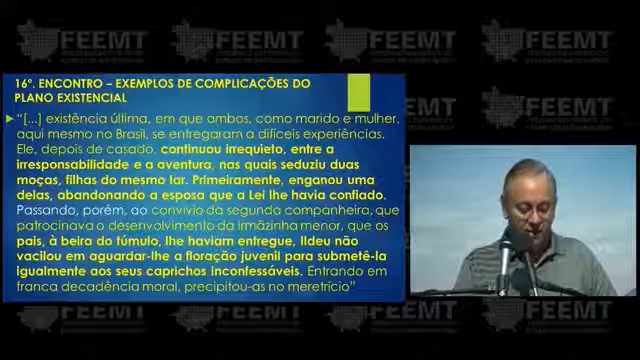 FEEMT
FEEMT
16º. ENCONTRO – EXEMPLOS DE COMPLICAÇÕES DO
PLANO EXISTENCIAL
"[...] existência última, em que ambos, como marido e mulher,
aqui mesmo no Brasil, se entregaram a difíceis experiências.
Ele, depois de casado, continuou irrequieto, entre a
irresponsabilidade e a aventura, nas quais seduziu duas
moças, filhas do mesmo lar. Primeiramente, enganou uma
delas, abandonando a esposa que a Lei lhe havia confiado.
Passando, porém, ao convívio da segunda companheira, que
patrocinava o desenvolvimento da irmãzinha menor, que os
pais, à beira do túmulo, lhe haviam entregue, Ildeu não
vacilou em aguardar-lhe a floração juvenil para submetê-la
igualmente aos seus caprichos inconfessáveis. Entrando em
franca decadência moral, precipitou-as no meretrício"
FEEMT
FEEMT
FEEMT
FEEMT